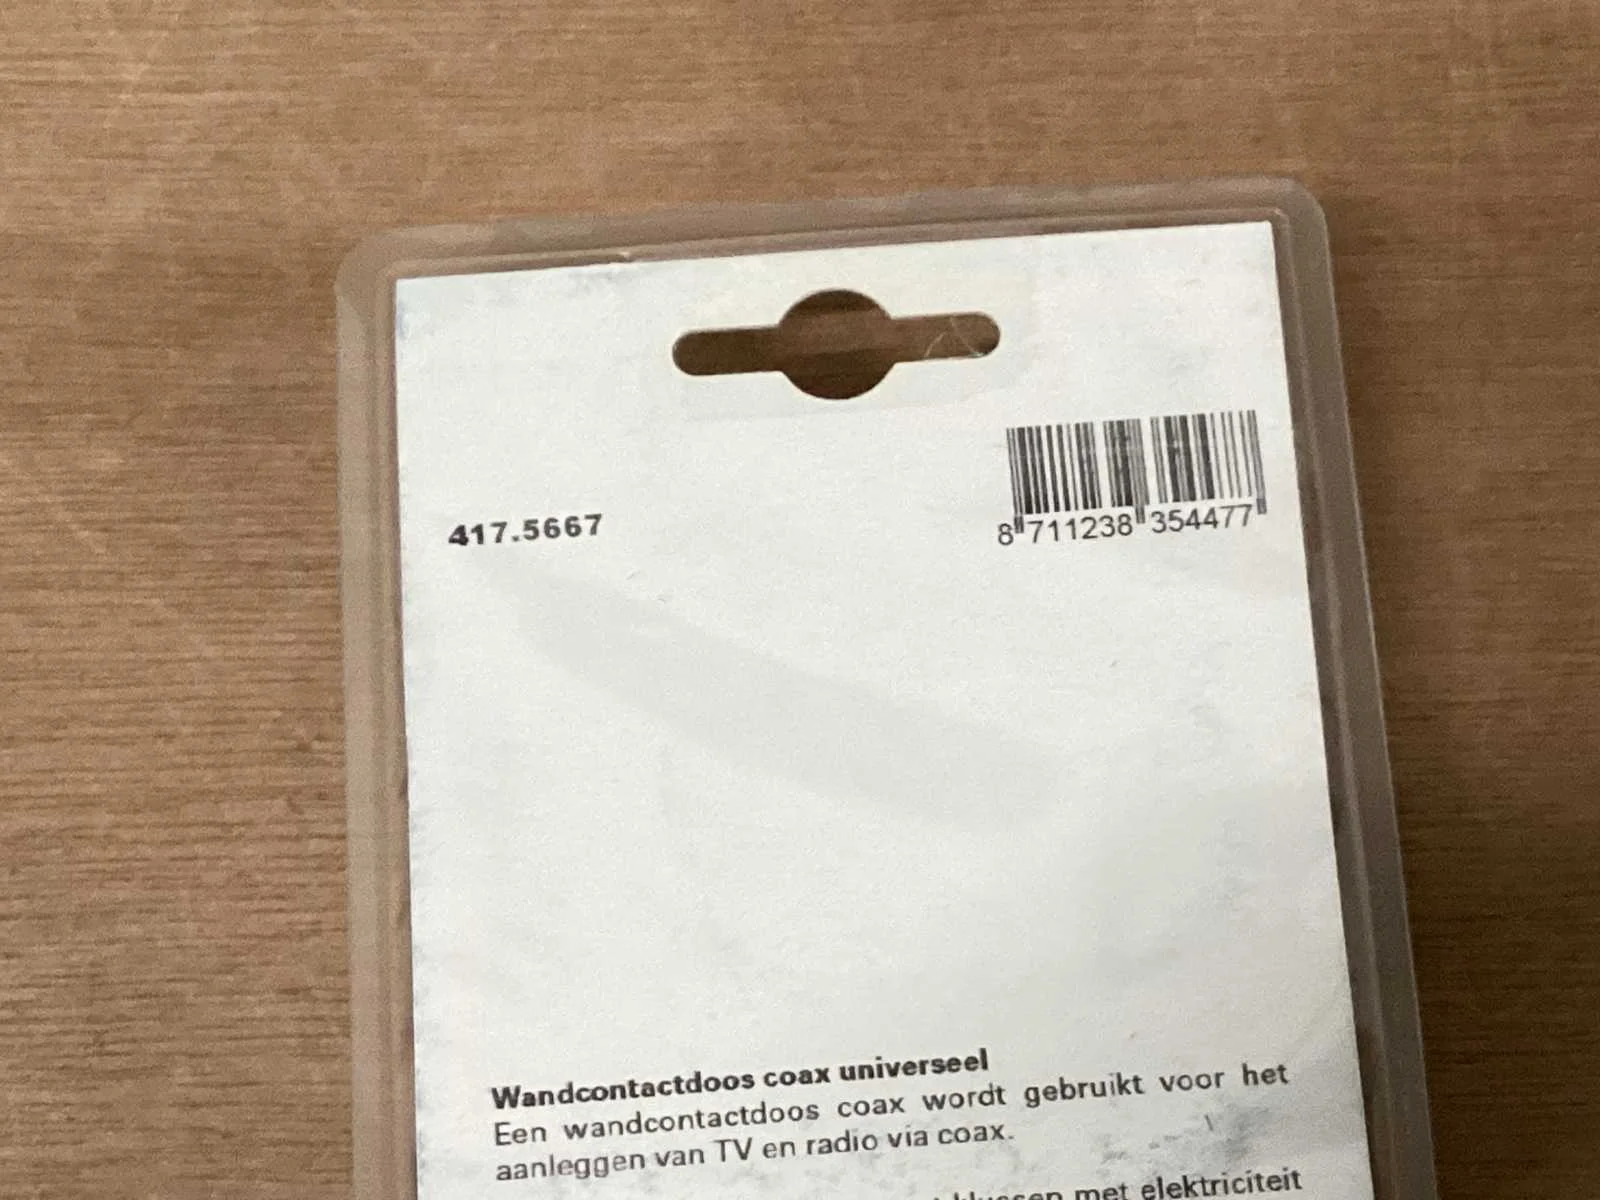 417.5667
8 711238 354477
Wandcontactdoos coax universeel
Een wandcontactdoos coax wordt gebruikt voor het
aanleggen van TV en radio via coax.
met elektriciteit